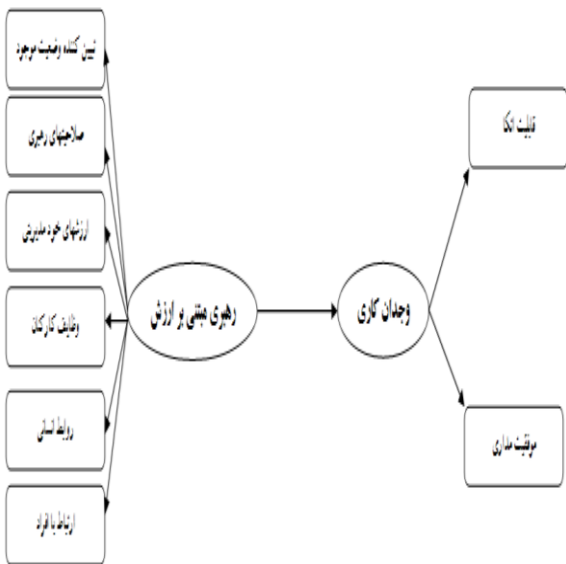 تبین کننده وضعیت موجود
صلاحیتهای رهبری
ارزشهای خود مدیریتی
وظایف کارکنان
روابط انسانی
ارتباط با افراد
رهبری مبتنی بر ارزش
وجدان کاری
قابلیت اتکا
موفقیت مداری